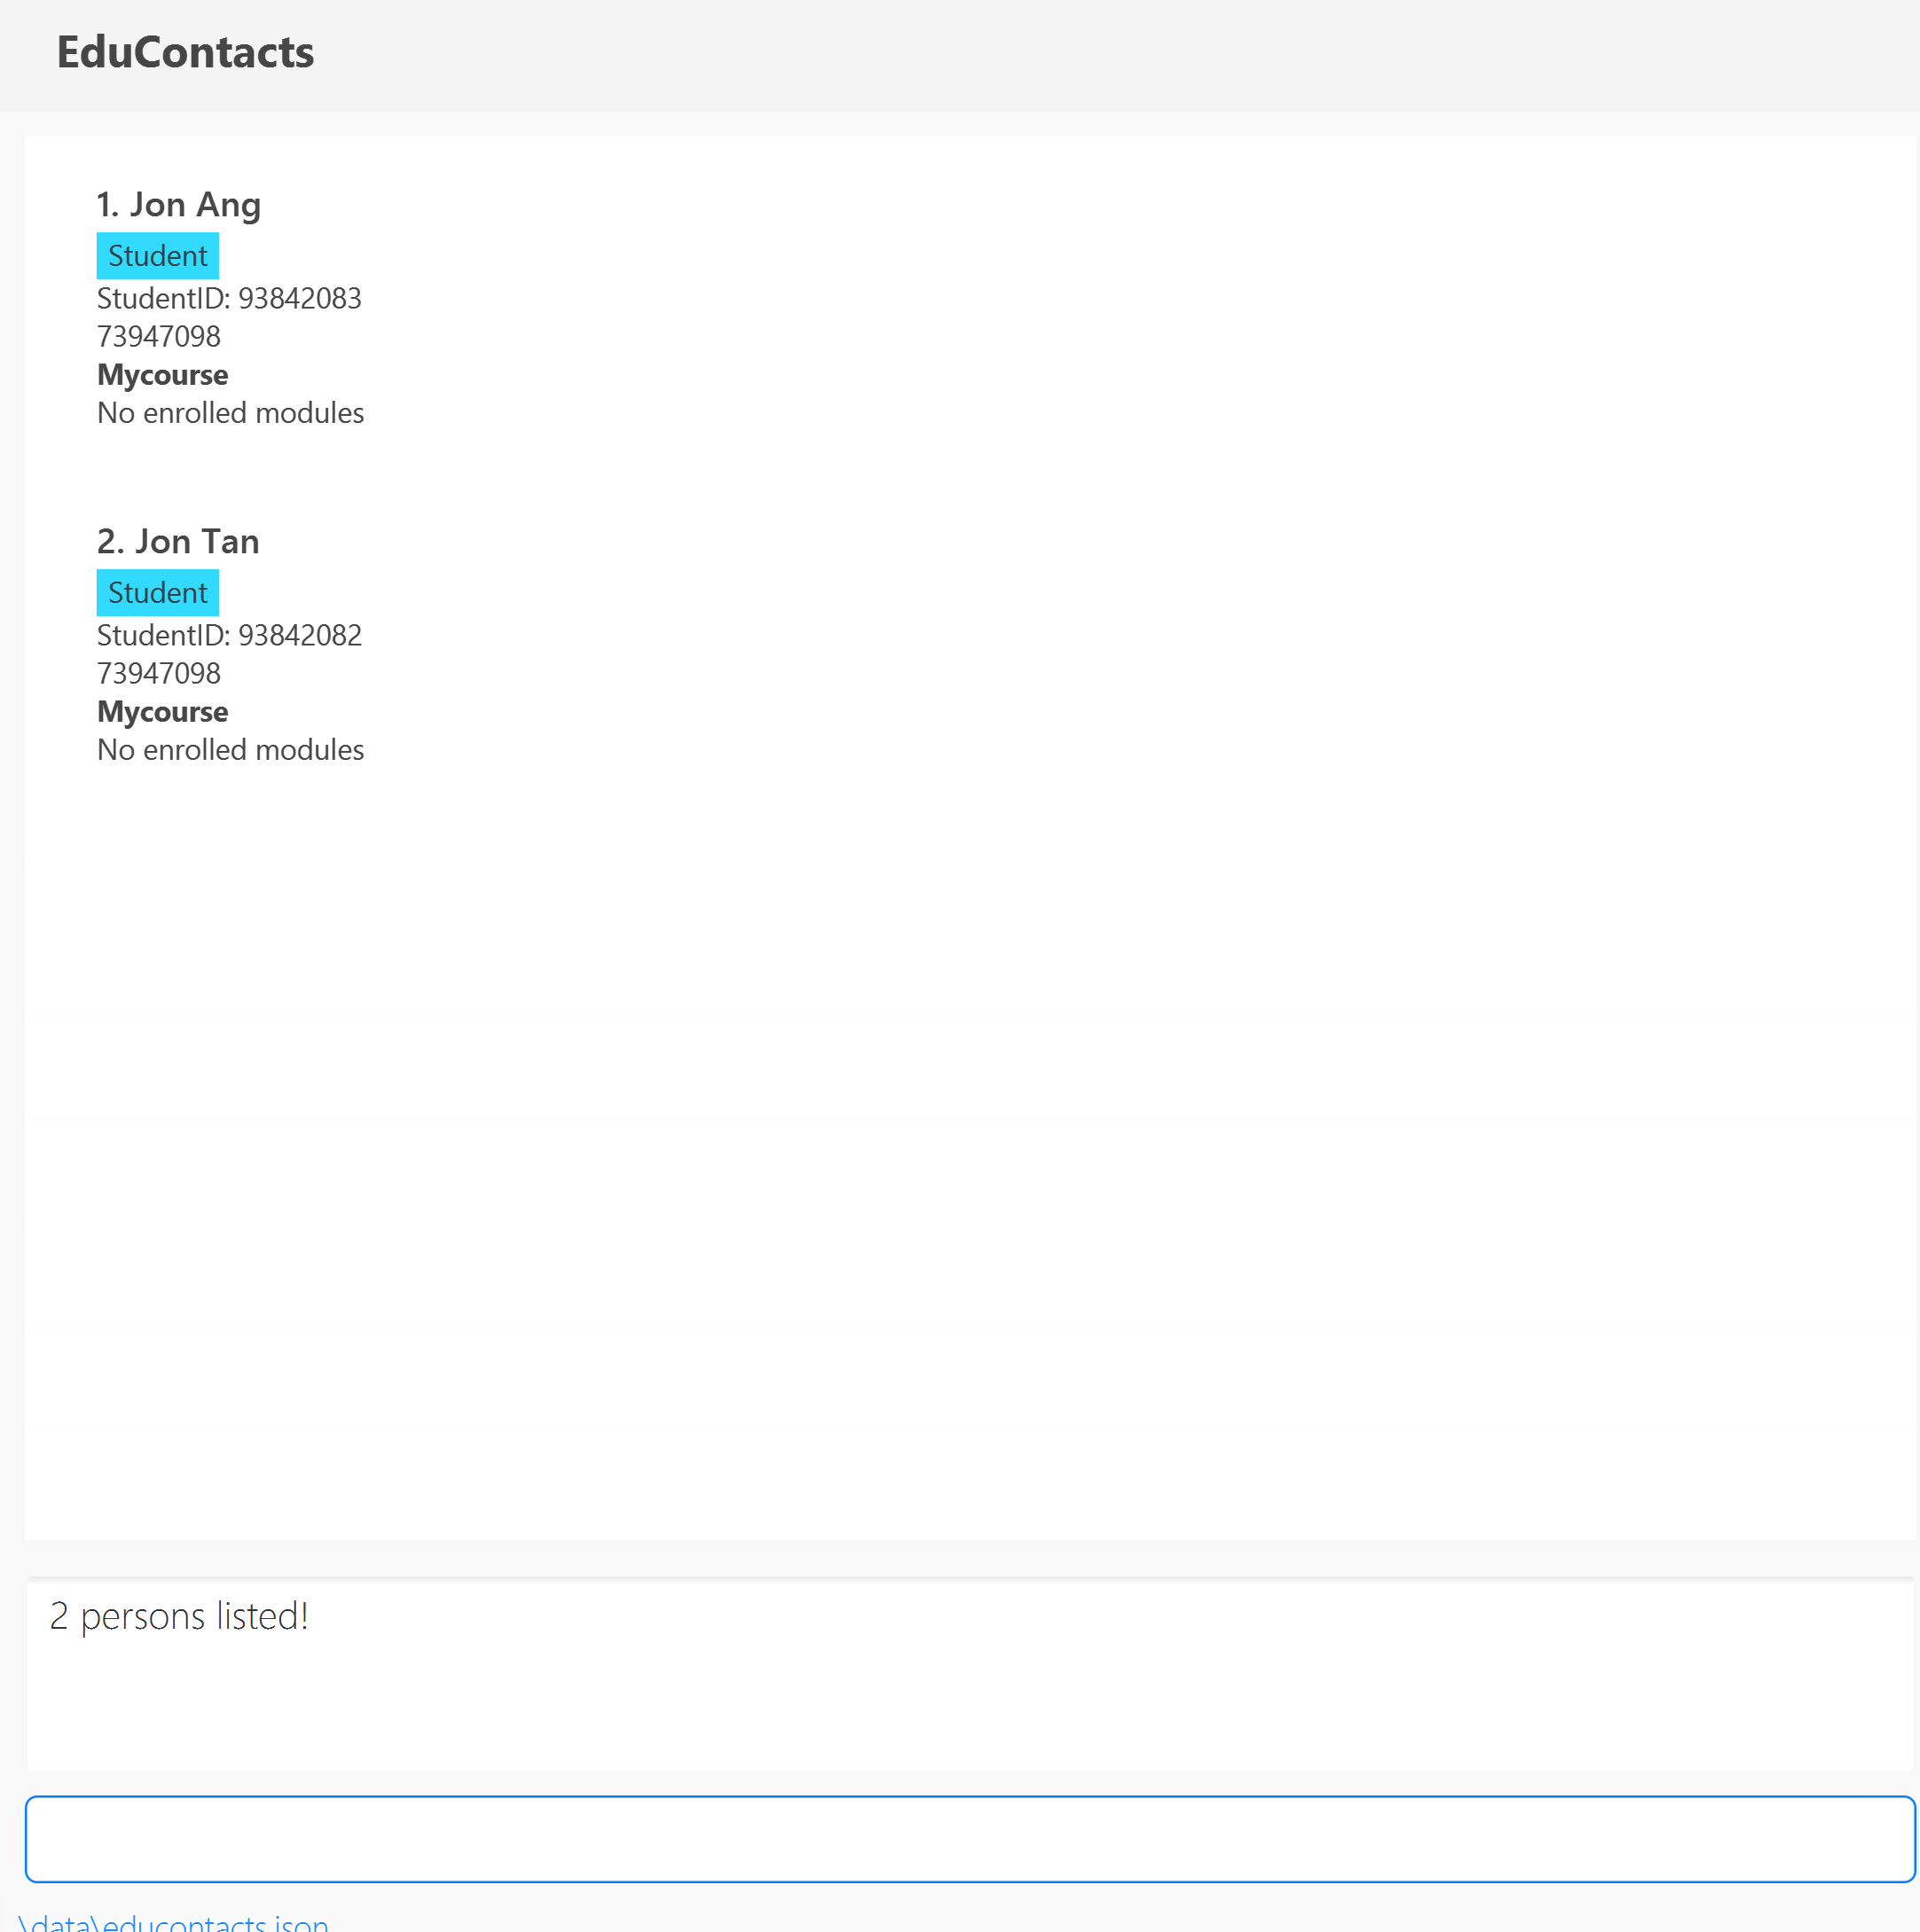 EduContacts
1. Jon Ang
Student
StudentID: 93842083
73947098
Mycourse
No enrolled modules
2. Jon Tan
Student
StudentID: 93842082
73947098
Mycourse
No enrolled modules
2 persons listed!
\data\educontacts.json